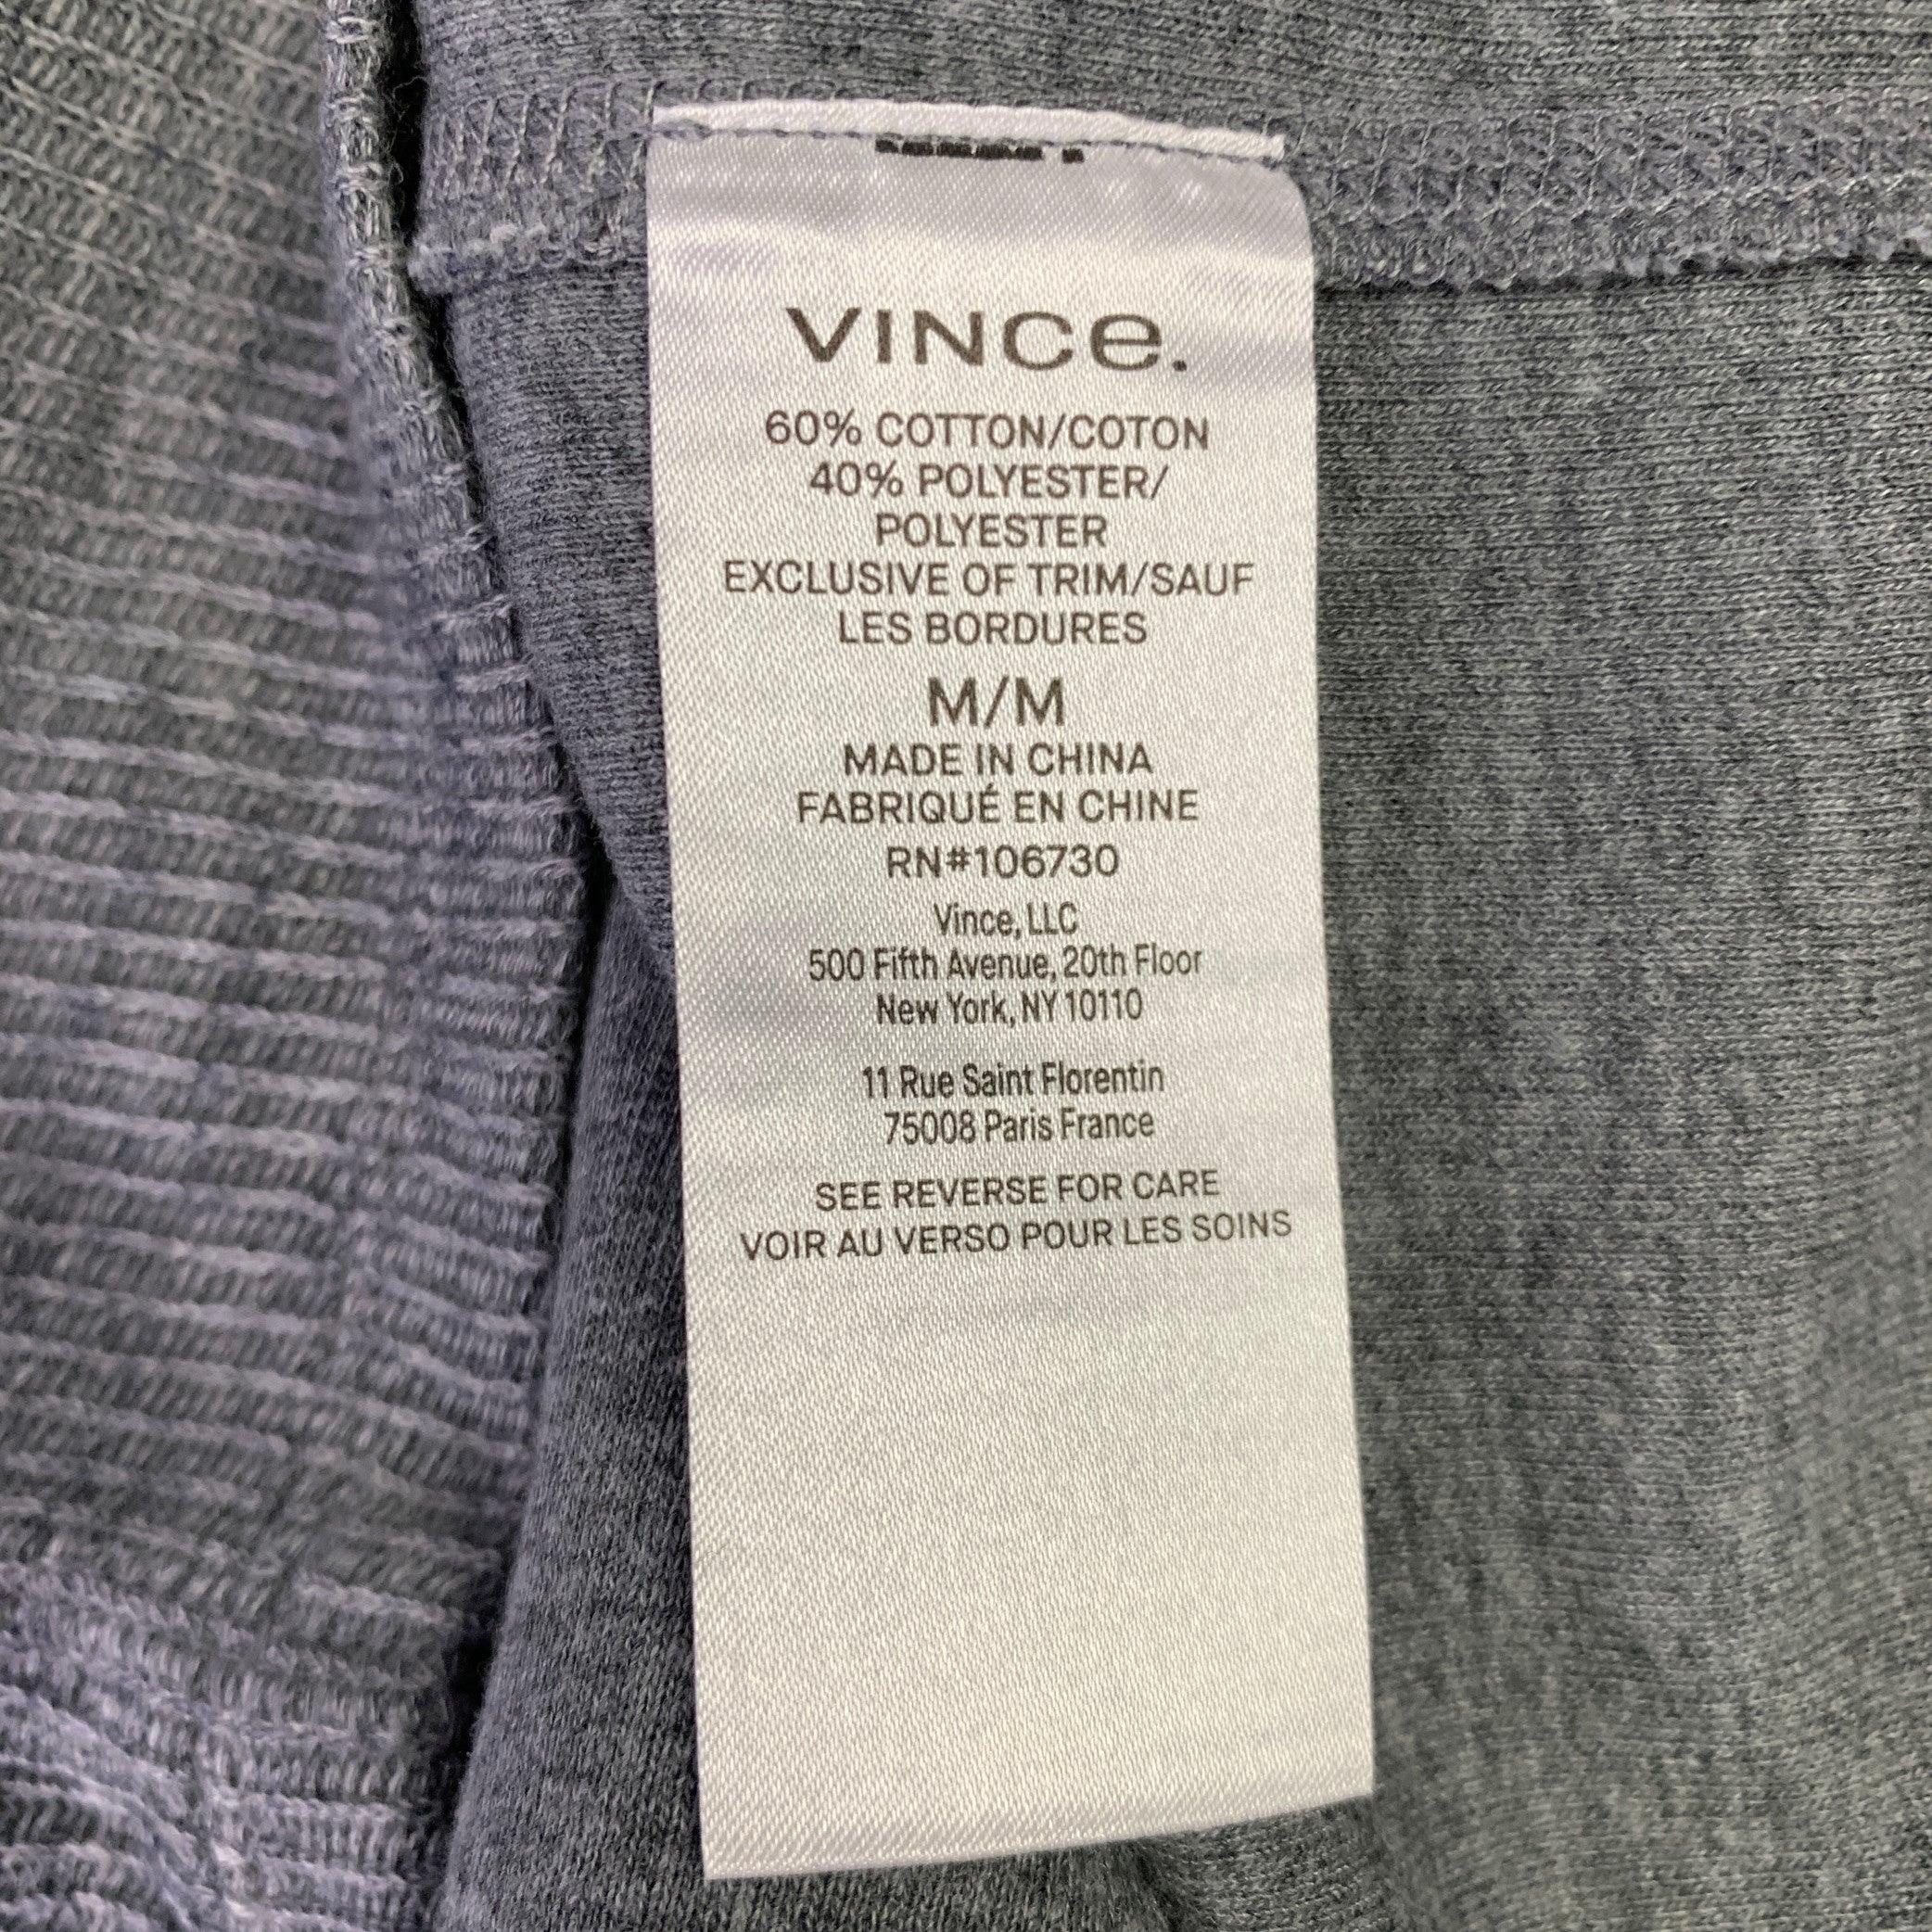 VINCe.
60% COTTON/COTON
40% POLYESTER/
POLYESTER
EXCLUSIVE OF TRIM/SAUF
LES BORDURES
M/M
MADE IN CHINA
FABRIQUÉ EN CHINE
RN#106730
Vince, LLC
500 Fifth Avenue, 20th Floor
New York, NY 10110
11 Rue Saint Florentin
75008 Paris France
SEE REVERSE FOR CARE
VOIR AU VERSO POUR LES SOINS